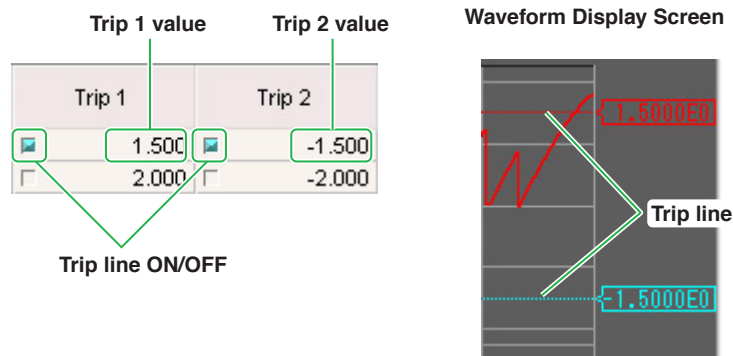 Trip 1 value Trip 2 value
Waveform Display Screen
Trip 1 Trip 2
1.500 -1.500
2.000 -2.000
Trip line ON/OFF
1.5000E0
Trip line
-1.5000E0